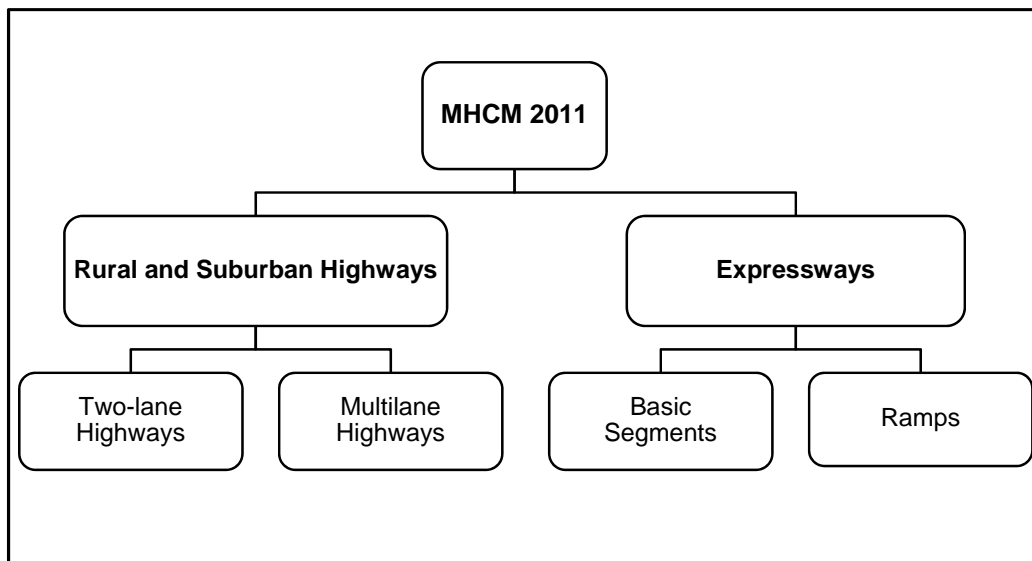 MHCM 2011
Rural and Suburban Highways
Expressways
Two-lane
Highways
Multilane
Highways
Basic
Segments
Ramps